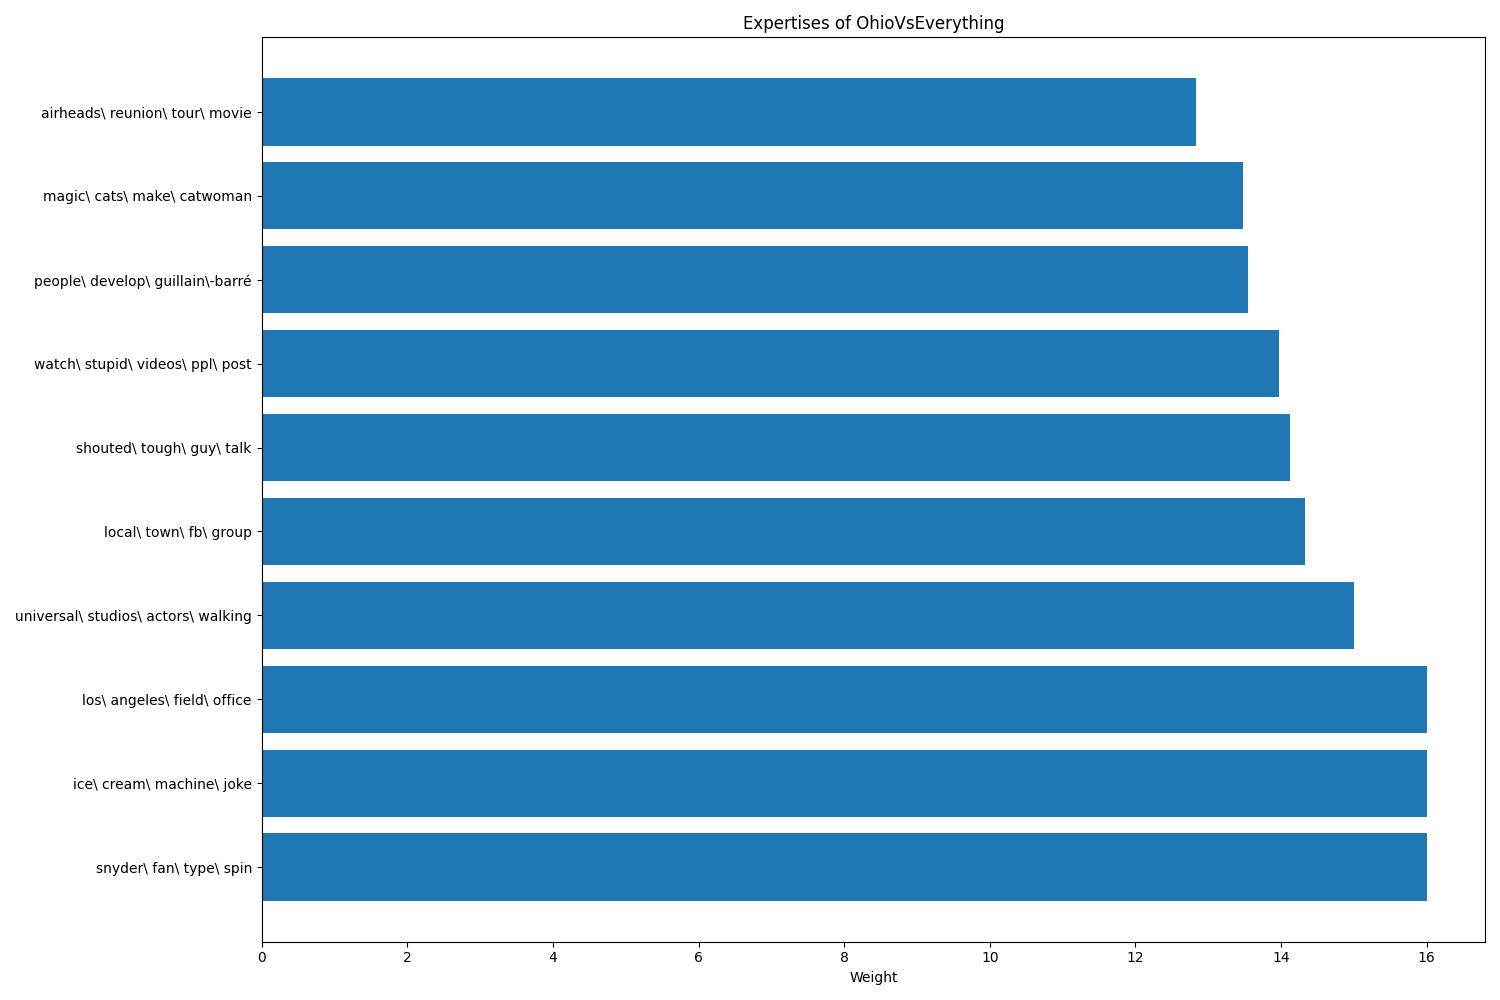 Expertises of OhioVsEverything
airheads\ reunion\ tour\ movie
magic\ cats\ make\ catwoman
people\ develop\ guillain\-barré
watch\ stupid\ videos\ ppl\ post
shouted\ tough\ guy\ talk
local\ town\ fb\ group
universal\ studios\ actors\ walking
los\ angeles\ field\ office
ice\ cream\ machine\ joke
snyder\ fan\ type\ spin
0 2 4 6 8 10 12 14 16
Weight